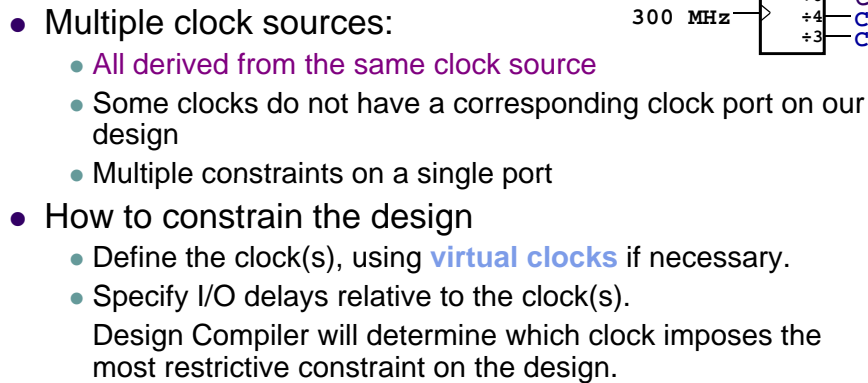 300 MHz
÷4 C
÷3 C
Multiple clock sources:
All derived from the same clock source
Some clocks do not have a corresponding clock port on our
design
Multiple constraints on a single port
How to constrain the design
Define the clock(s), using virtual clocks if necessary.
Specify I/O delays relative to the clock(s).
Design Compiler will determine which clock imposes the
most restrictive constraint on the design.